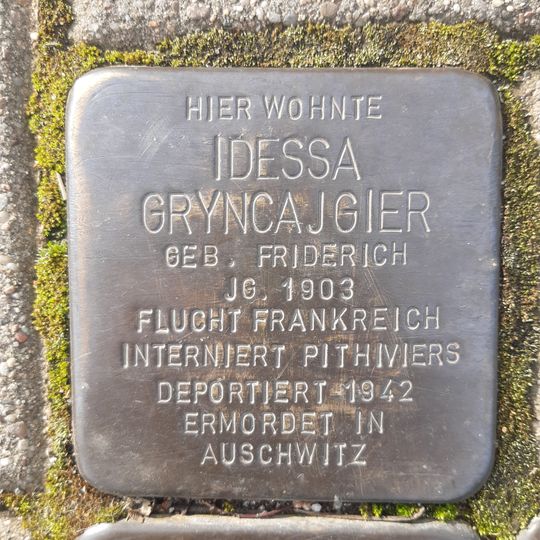 HIER WOHNTE
IDESSA
GRYNCAJGIER
GEB. FRIDERICH
JG. 1903
FLUCHT FRANKREICH
INTERNIERT PITHIVIERS
DEPORTIERT 1942
ERMORDET IN
AUSCHWITZ